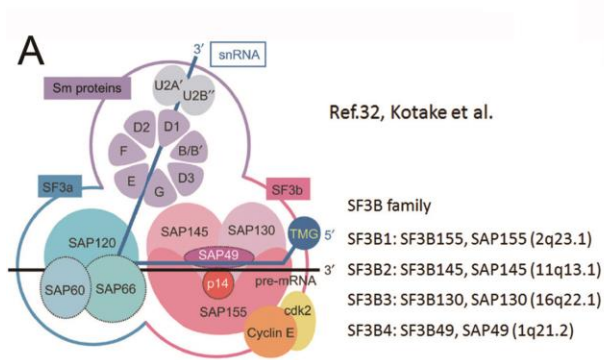 A
3′
snRNA
U2A′
U2B″
Sm proteins
D2
D1
F
B/B′
E
D3
G
Ref.32, Kotake et al.
SF3a
SF3b
SAP120
SAP145
SAP130
TMG
5′
SAP49
3′
pre-mRNA
SAP60
SAP66
p14
SAP155
cdk2
Cyclin E
SF3B family
SF3B1: SF3B155, SAP155 (2q23.1)
SF3B2: SF3B145, SAP145 (11q13.1)
SF3B3: SF3B130, SAP130 (16q22.1)
SF3B4: SF3B49, SAP49 (1q21.2)